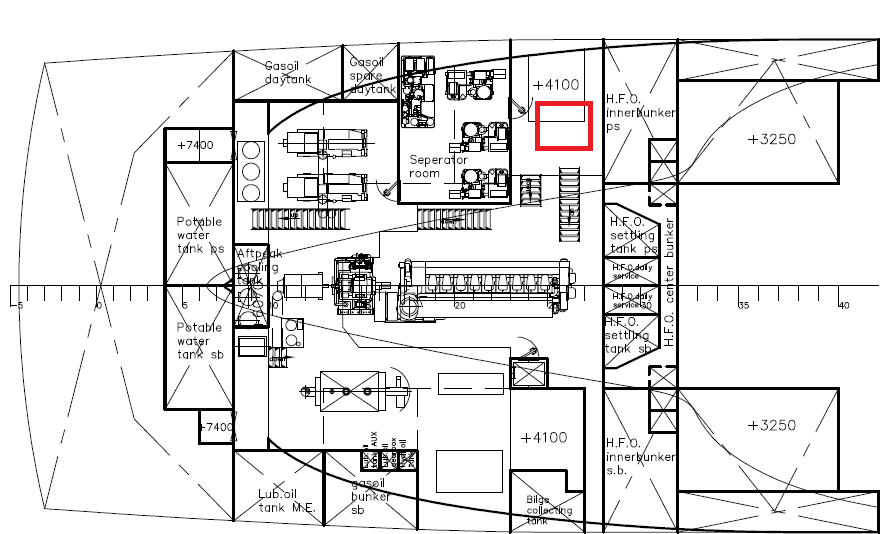 Gasoil
daytank
Gasoil
spare
daytank
+4100
H.F.O.
innerbunker
ps
+3250
+7400
Seperator
room
Potable
water
tank ps
Aftpeak
cooling
tank
H.F.O.
settling
tank ps
H.F.O.daily
service
H.F.O. center bunker
-5
0
5
10
20
30
35
40
H.F.O.daily
service
H.F.O.
settling
tank sb
Potable
water
tank sb
+7400
+4100
H.F.O.
innerbunker
s.b.
+3250
Lub.oil
tank M.E.
gasoil
bunker
sb
Bilge
collecting
tank